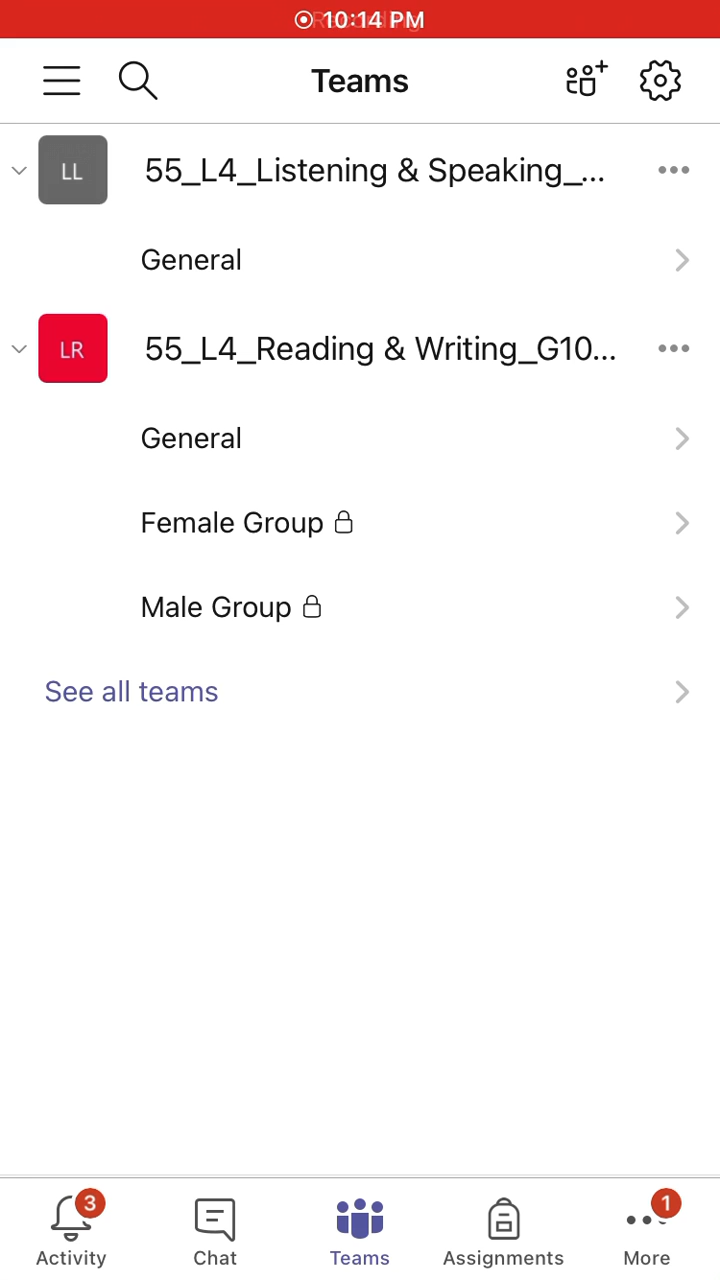 10:14 PM
Teams
LL 55_L4_Listening & Speaking_...
General
LR 55_L4_Reading & Writing_G10...
General
Female Group
Male Group
See all teams
3 1
Activity Chat Teams Assignments More